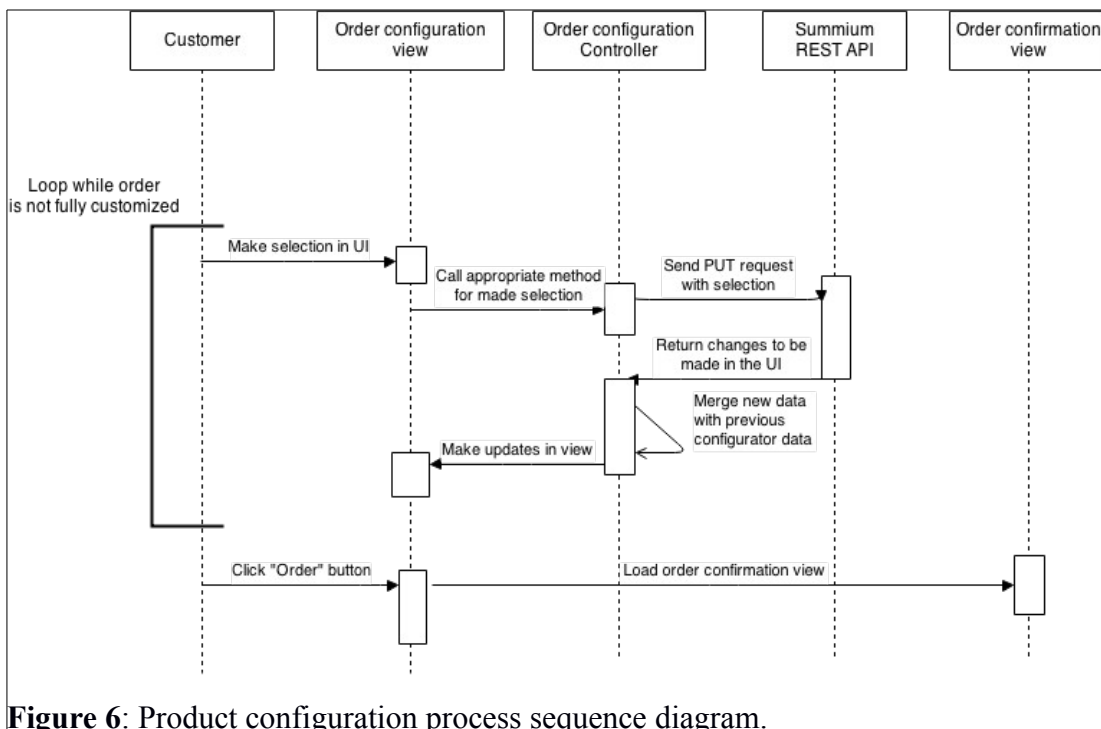 Customer
Order configuration
view
Order configuration
Controller
Summium
REST API
Order confirmation
view
Loop while order
is not fully customized
Make selection in UI
Call appropriate method
for made selection
Send PUT request
with selection
Return changes to be
made in the UI
Merge new data
with previous
configurator data
Make updates in view
Click "Order" button
Load order confirmation view
Figure 6: Product configuration process sequence diagram.